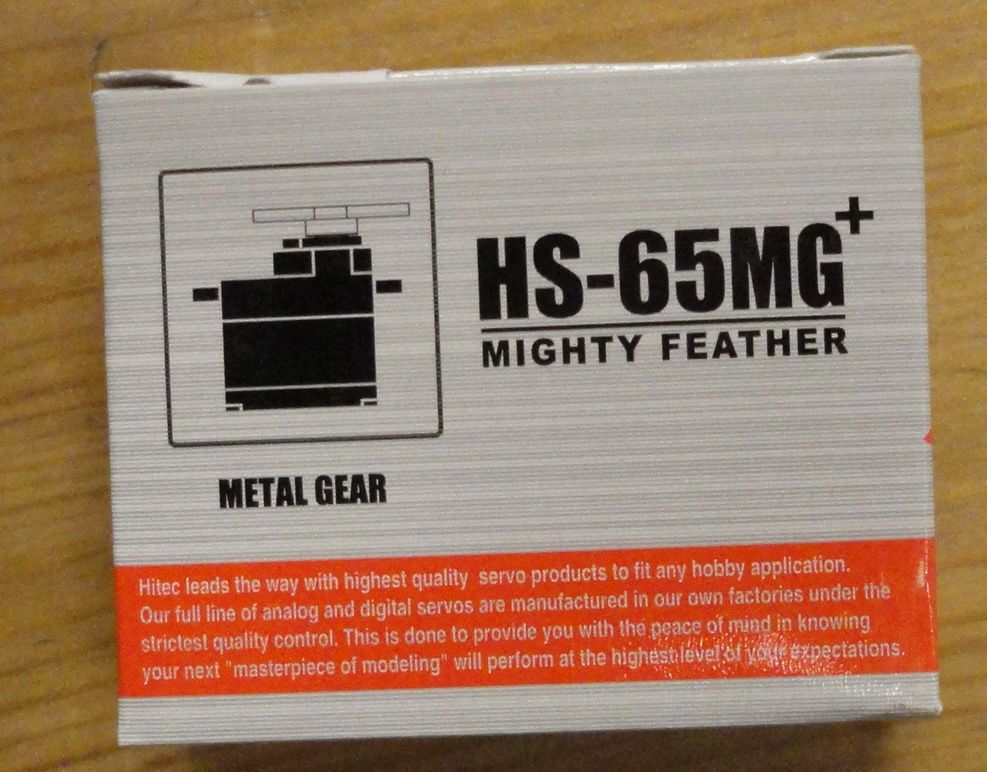 HS-65MG+
MIGHTY FEATHER
METAL GEAR
Hitec leads the way with highest quality servo products to fit any hobby application.
Our full line of analog and digital servos are manufactured in our own factories under the
strictest quality control. This is done to provide you with the peace of mind in knowing
your next "masterpiece of modeling" will perform at the highest level of your expectations.